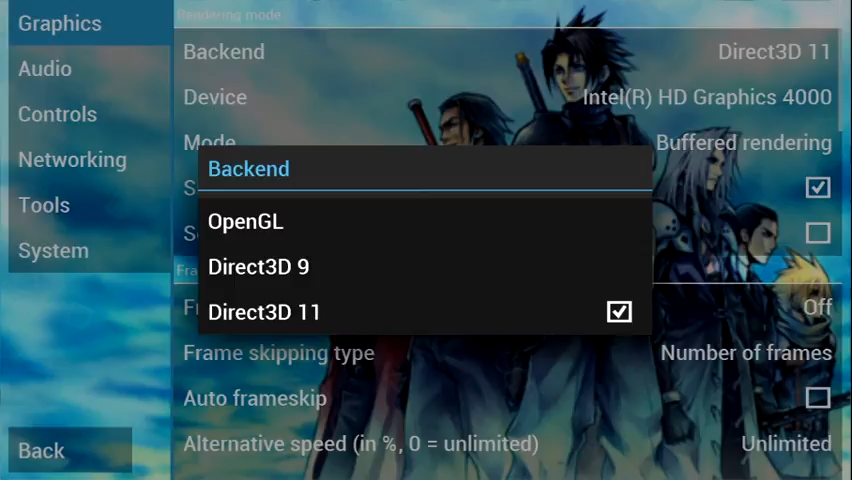 Graphics
Audio
Controls
Networking
Tools
System
Back
Rendering mode
Backend Direct3D 11
Device Intel(R) HD Graphics 4000
Mode Buffered rendering
Backend
OpenGL
Direct3D 9
Direct3D 11
Off
Frame skipping type Number of frames
Auto frameskip
Alternative speed (in %, 0 = unlimited) Unlimited